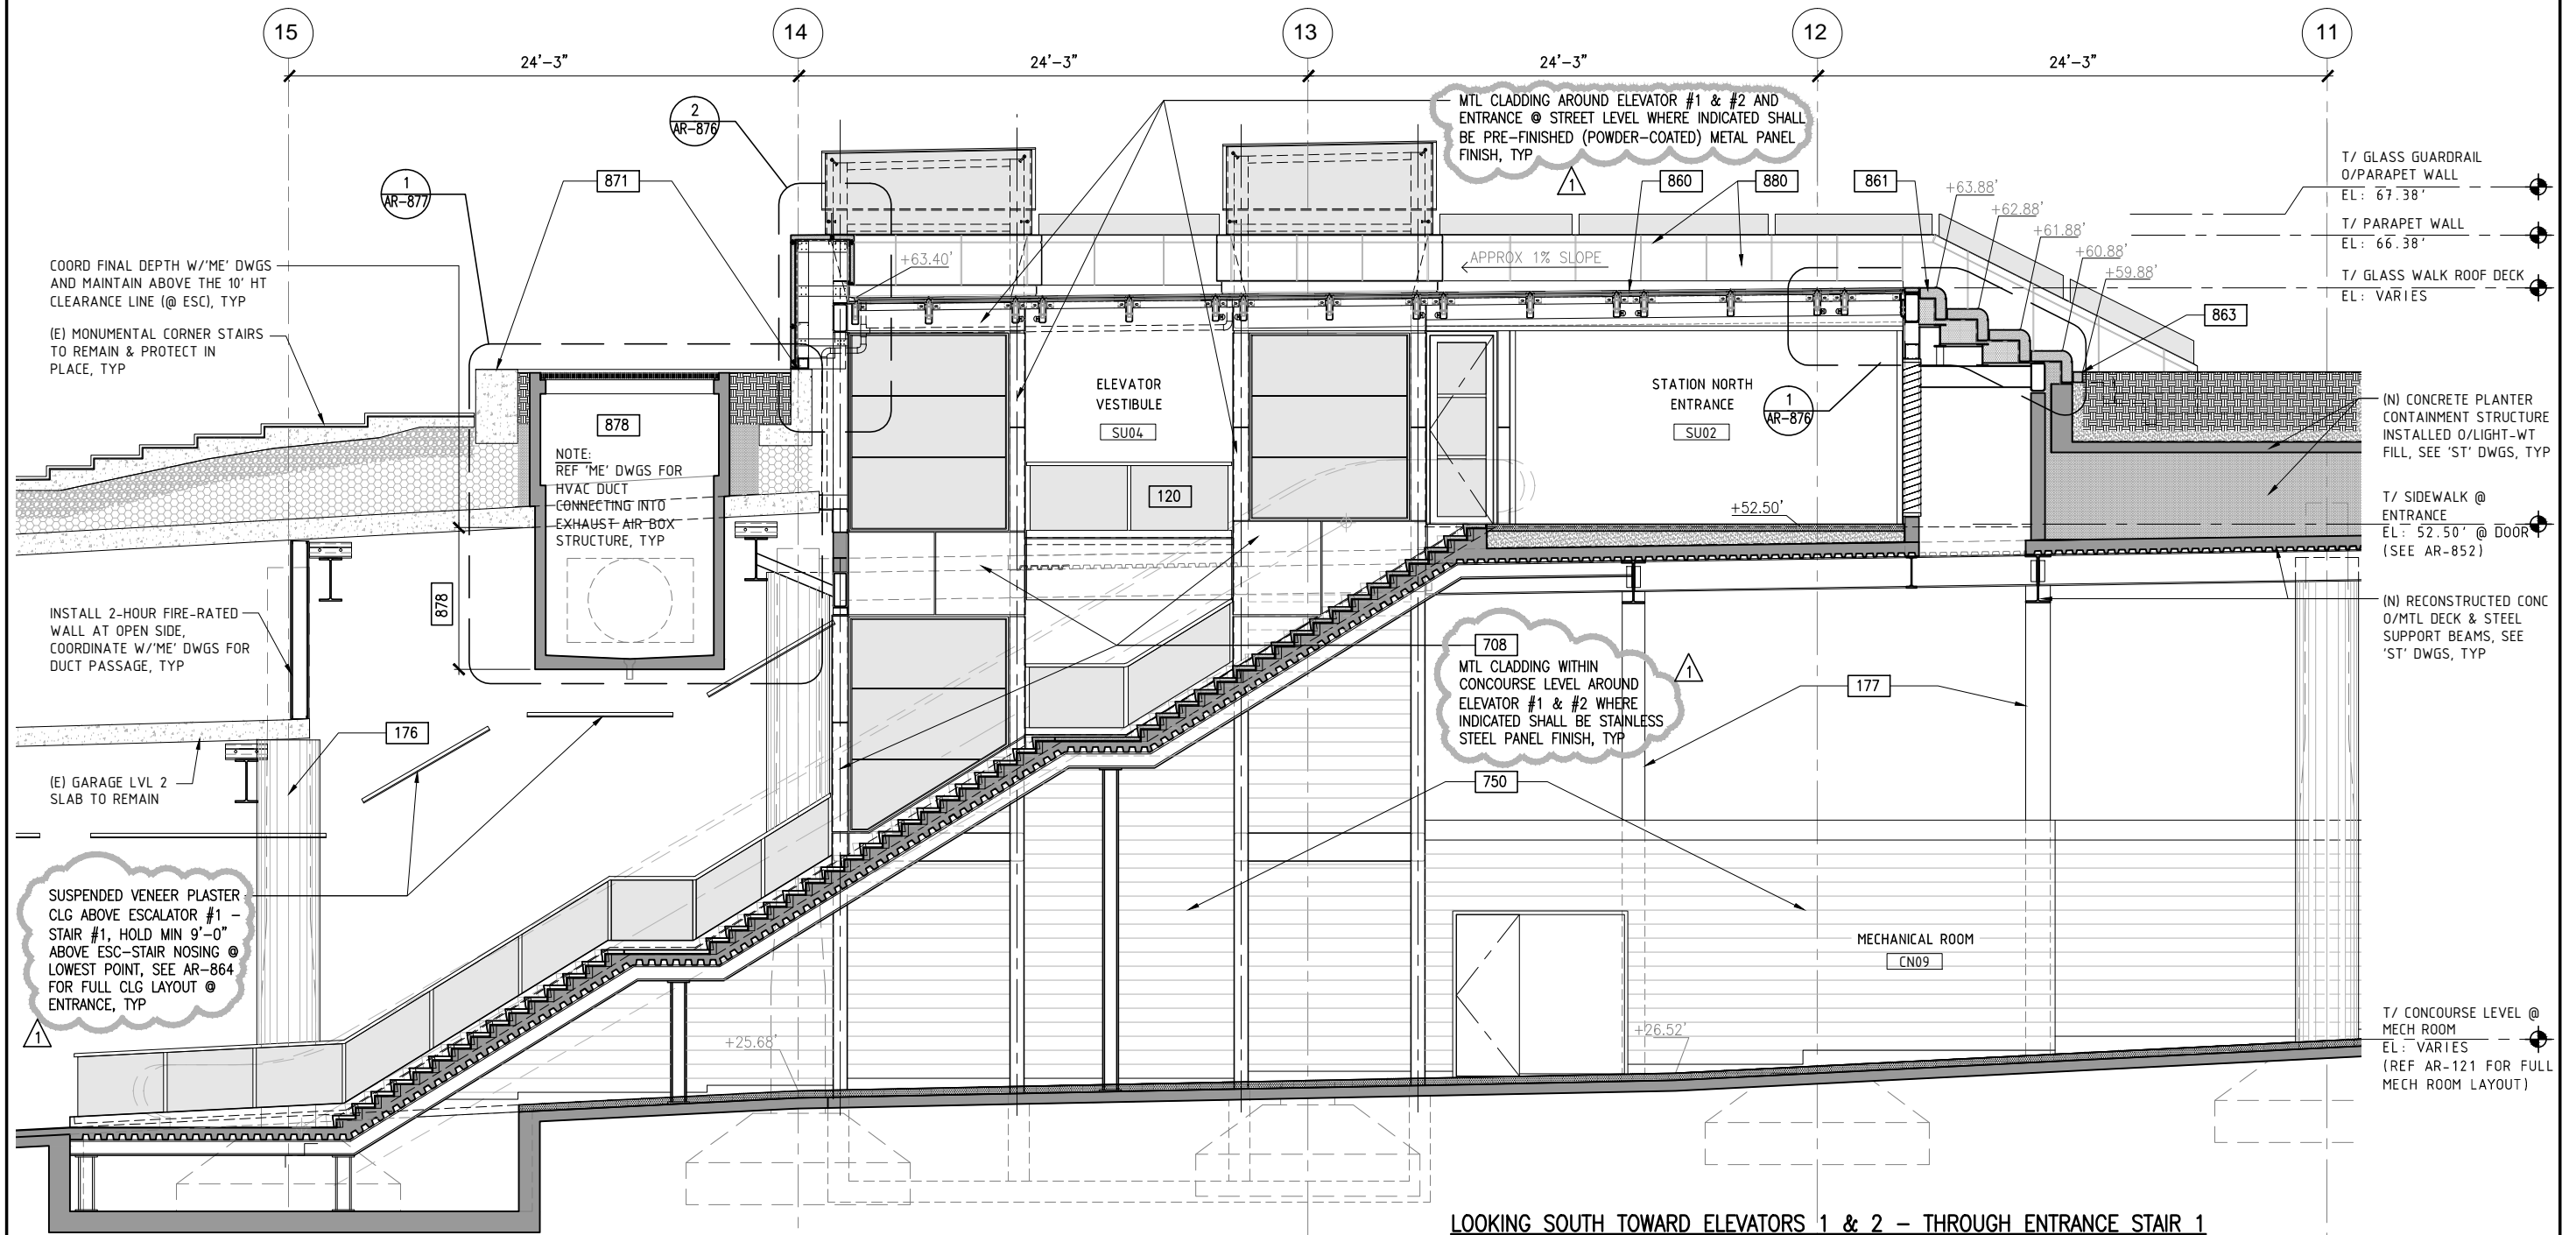 15
14
13
12
11
24'-3"
24'-3"
24'-3"
24'-3"
2
AR-876
1
AR-877
871
MTL CLADDING AROUND ELEVATOR #1 & #2 AND
ENTRANCE @ STREET LEVEL WHERE INDICATED SHALL
BE PRE-FINISHED (POWDER-COATED) METAL PANEL
FINISH, TYP
1
860
880
861
+63.88'
+62.88'
+61.88'
+60.88'
+59.88'
863
T/ GLASS GUARDRAIL
O/PARAPET WALL
EL: 67.38'
T/ PARAPET WALL
EL: 66.38'
T/ GLASS WALK ROOF DECK
EL: VARIES
COORD FINAL DEPTH W/'ME' DWGS
AND MAINTAIN ABOVE THE 10' HT
CLEARANCE LINE (@ ESC), TYP
(E) MONUMENTAL CORNER STAIRS
TO REMAIN & PROTECT IN
PLACE, TYP
+63.40'
APPROX 1% SLOPE
ELEVATOR
VESTIBULE
SU04
STATION NORTH
ENTRANCE
SU02
1
AR-876
(N) CONCRETE PLANTER
CONTAINMENT STRUCTURE
INSTALLED O/LIGHT-WT
FILL, SEE 'ST' DWGS, TYP
878
NOTE:
REF 'ME' DWGS FOR
HVAC DUCT
CONNECTING INTO
EXHAUST AIR BOX
STRUCTURE, TYP
120
+52.50'
T/ SIDEWALK @
ENTRANCE
EL: 52.50' @ DOOR 1
(SEE AR-852)
878
INSTALL 2-HOUR FIRE-RATED
WALL AT OPEN SIDE,
COORDINATE W/'ME' DWGS FOR
DUCT PASSAGE, TYP
(N) RECONSTRUCTED CONC
O/MTL DECK & STEEL
SUPPORT BEAMS, SEE
'ST' DWGS, TYP
708
MTL CLADDING WITHIN
CONCOURSE LEVEL AROUND
ELEVATOR #1 & #2 WHERE
INDICATED SHALL BE STAINLESS
STEEL PANEL FINISH, TYP
1
177
176
750
(E) GARAGE LVL 2
SLAB TO REMAIN
SUSPENDED VENEER PLASTER
CLG ABOVE ESCALATOR #1 -
STAIR #1, HOLD MIN 9'-0"
ABOVE ESC-STAIR NOSING @
LOWEST POINT, SEE AR-864
FOR FULL CLG LAYOUT @
ENTRANCE, TYP
1
MECHANICAL ROOM
CN09
+25.68'
+26.52'
T/ CONCOURSE LEVEL @
MECH ROOM
EL: VARIES
(REF AR-121 FOR FULL
MECH ROOM LAYOUT)
LOOKING SOUTH TOWARD ELEVATORS 1 & 2 - THROUGH ENTRANCE STAIR 1